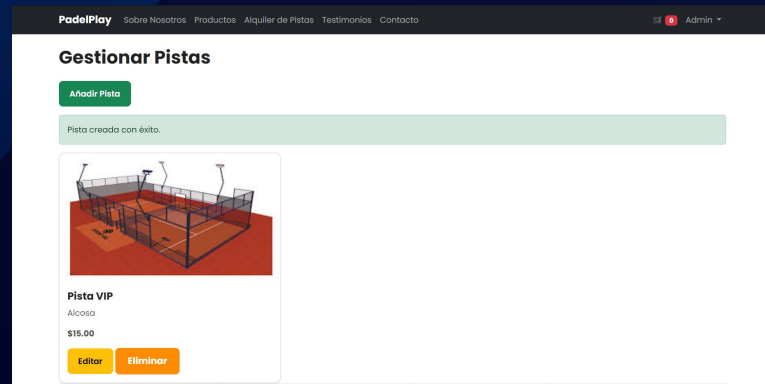 PadelPlay Sobre Nosotros Productos Alquiler de Pistas Testimonios Contacto 0 Admin
Gestionar Pistas
Añadir Pista
Pista creada con éxito.
Pista VIP
Alcosa
$15.00
Editar Eliminar